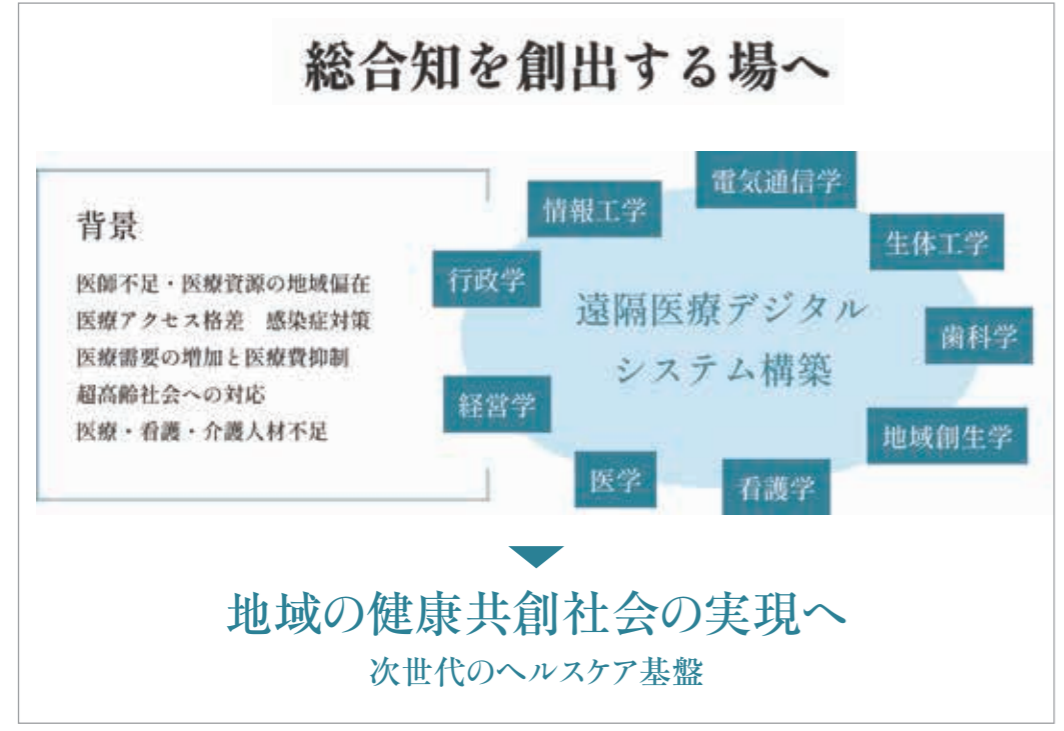 総合知を創出する場へ
背景
医師不足・医療資源の地域偏在
医療アクセス格差　感染症対策
医療需要の増加と医療費抑制
超高齢社会への対応
医療・看護・介護人材不足
電気通信学
情報工学
生体工学
行政学
遠隔医療デジタル
システム構築
歯科学
経営学
地域創生学
医学
看護学
地域の健康共創社会の実現へ
次世代のヘルスケア基盤